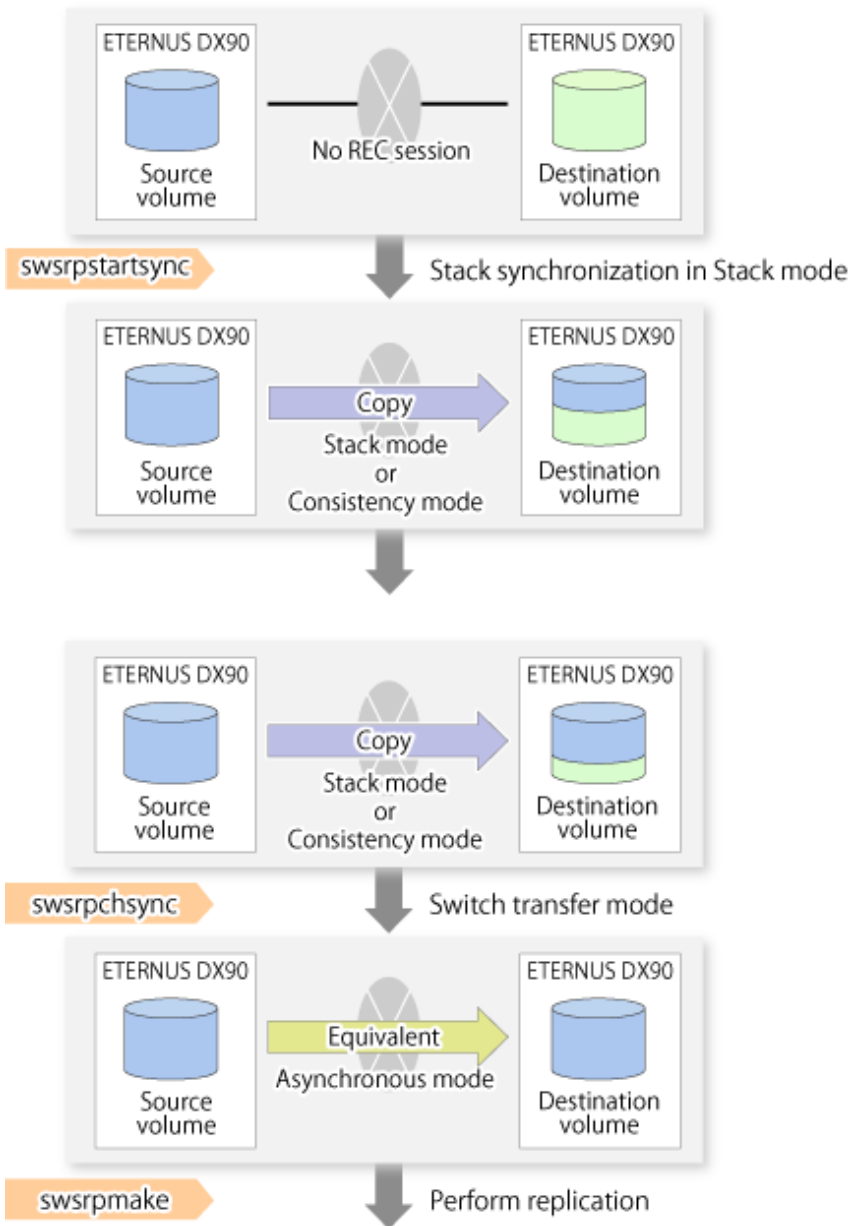 ETERNUS DX90
ETERNUS DX90
No REC session
Source
volume
Destination
volume
swsrpstartsync
Stack synchronization in Stack mode
ETERNUS DX90
ETERNUS DX90
Copy
Stack mode
or
Consistency mode
Source
volume
Destination
volume
ETERNUS DX90
ETERNUS DX90
Copy
Stack mode
or
Consistency mode
Source
volume
Destination
volume
swsrpchsync
Switch transfer mode
ETERNUS DX90
ETERNUS DX90
Equivalent
Asynchronous mode
Source
volume
Destination
volume
swsrpmake
Perform replication